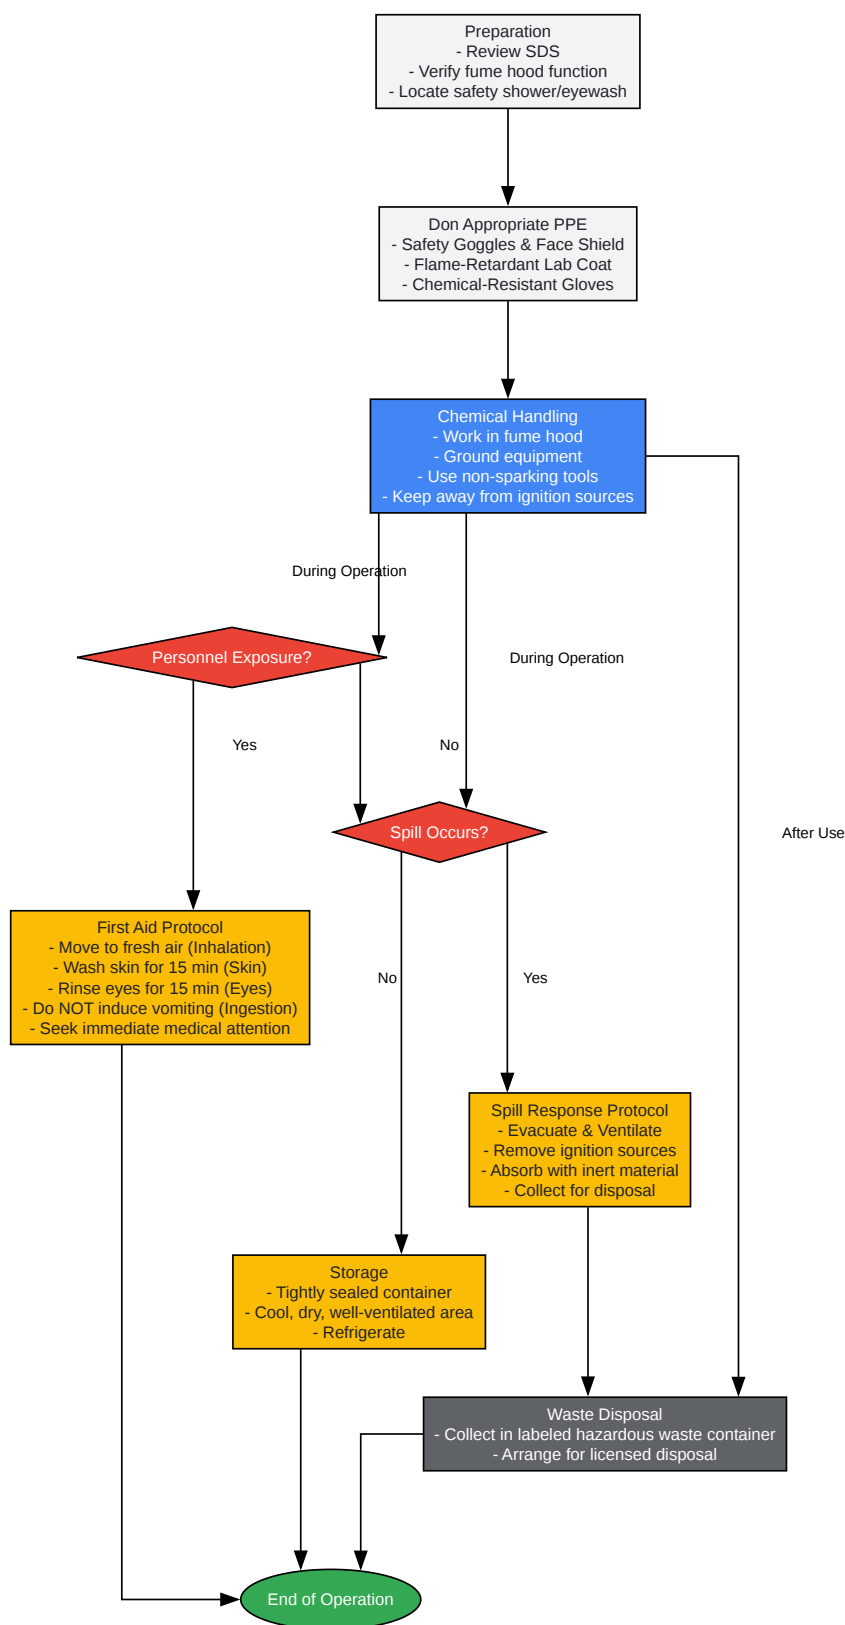 Preparation
- Review SDS
- Verify fume hood function
- Locate safety shower/eyewash
Don Appropriate PPE
- Safety Goggles & Face Shield
- Flame-Retardant Lab Coat
- Chemical-Resistant Gloves
Chemical Handling
- Work in fume hood
- Ground equipment
- Use non-sparking tools
- Keep away from ignition sources
During Operation
Personnel Exposure?
During Operation
Yes
No
Spill Occurs?
After Use
First Aid Protocol
- Move to fresh air (Inhalation)
- Wash skin for 15 min (Skin)
- Rinse eyes for 15 min (Eyes)
- Do NOT induce vomiting (Ingestion)
- Seek immediate medical attention
No
Yes
Spill Response Protocol
- Evacuate & Ventilate
- Remove ignition sources
- Absorb with inert material
- Collect for disposal
Storage
- Tightly sealed container
- Cool, dry, well-ventilated area
- Refrigerate
Waste Disposal
- Collect in labeled hazardous waste container
- Arrange for licensed disposal
End of Operation